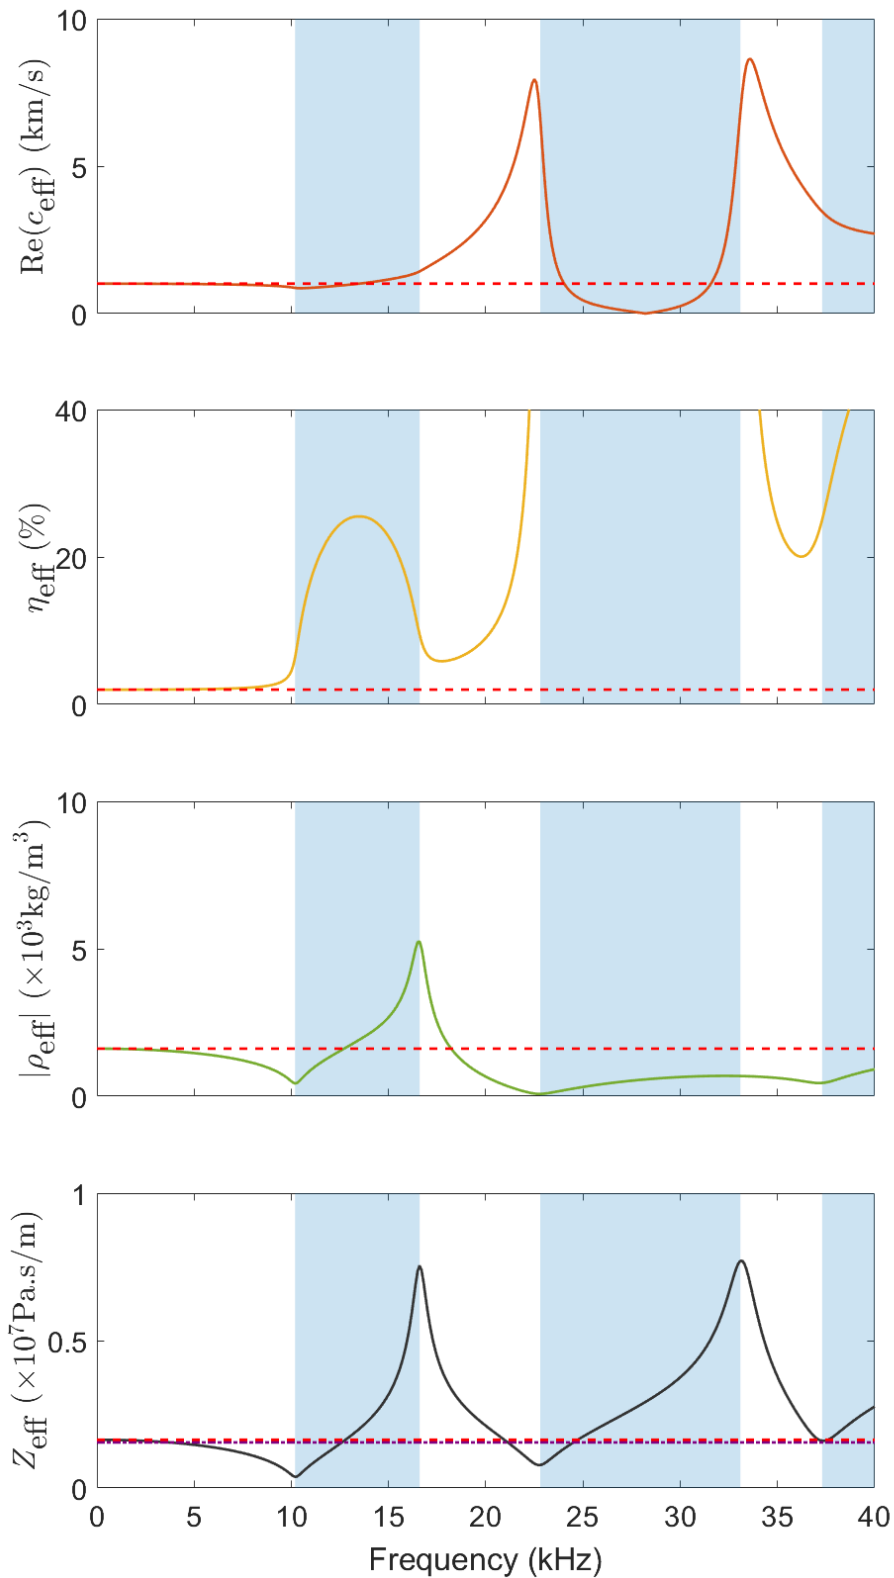 10
5
0
Re(c_eff) (km/s)
40
20
0
η_eff (%)
10
5
0
|ρ_eff| (×10³kg/m³)
1
0.5
0
Z_eff (×10⁷Pa.s/m)
0 5 10 15 20 25 30 35 40
Frequency (kHz)